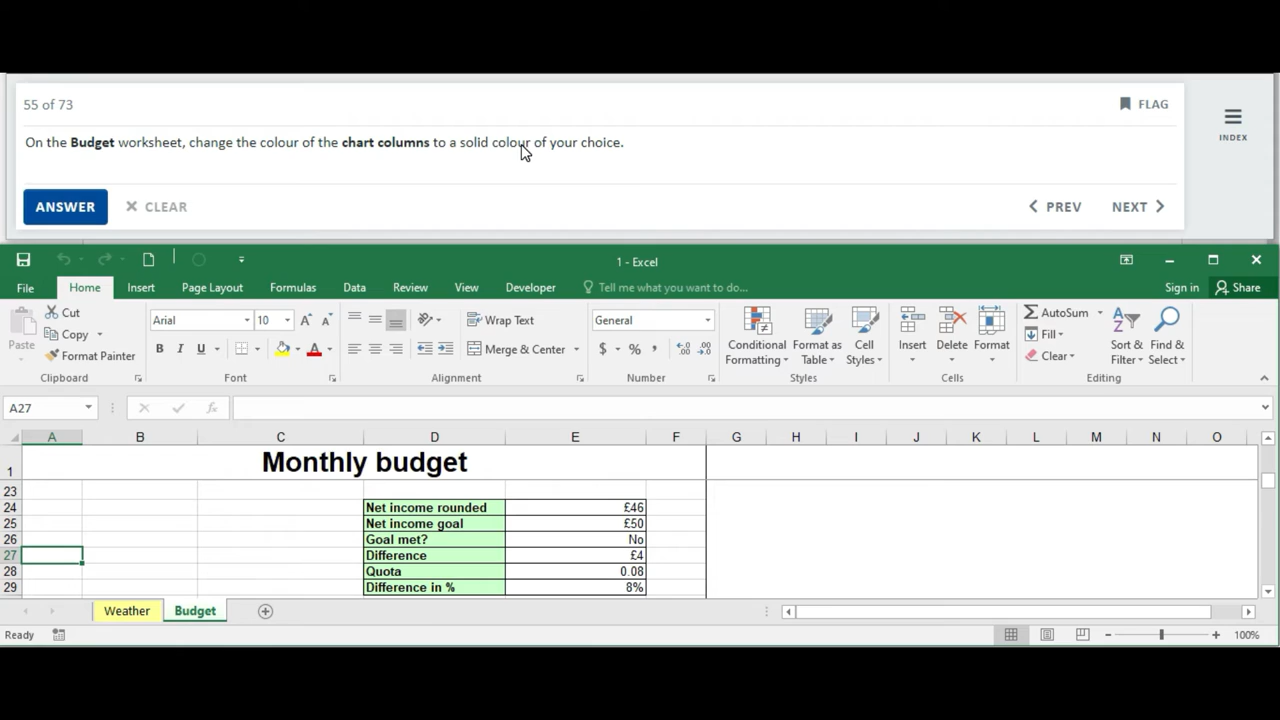 55 of 73
FLAG
INDEX
On the Budget worksheet, change the colour of the chart columns to a solid colour of your choice.
ANSWER
CLEAR
PREV
NEXT
1 - Excel
File Home Insert Page Layout Formulas Data Review View Developer Tell me what you want to do... Sign in Share
Paste
Cut
Copy
Format Painter
Arial 10
B I U
Wrap Text
Merge & Center
General
$ % ,
Conditional Formatting
Format as Table
Cell Styles
Insert
Delete
Format
AutoSum
Fill
Clear
Sort & Filter
Find & Select
Clipboard Font Alignment Number Styles Cells Editing
A27
fx
A B C D E F G H I J K L M N O
1 Monthly budget
23
24 Net income rounded £46
25 Net income goal £50
26 Goal met? No
27 Difference £4
28 Quota 0.08
29 Difference in % 8%
Weather Budget
Ready 100%